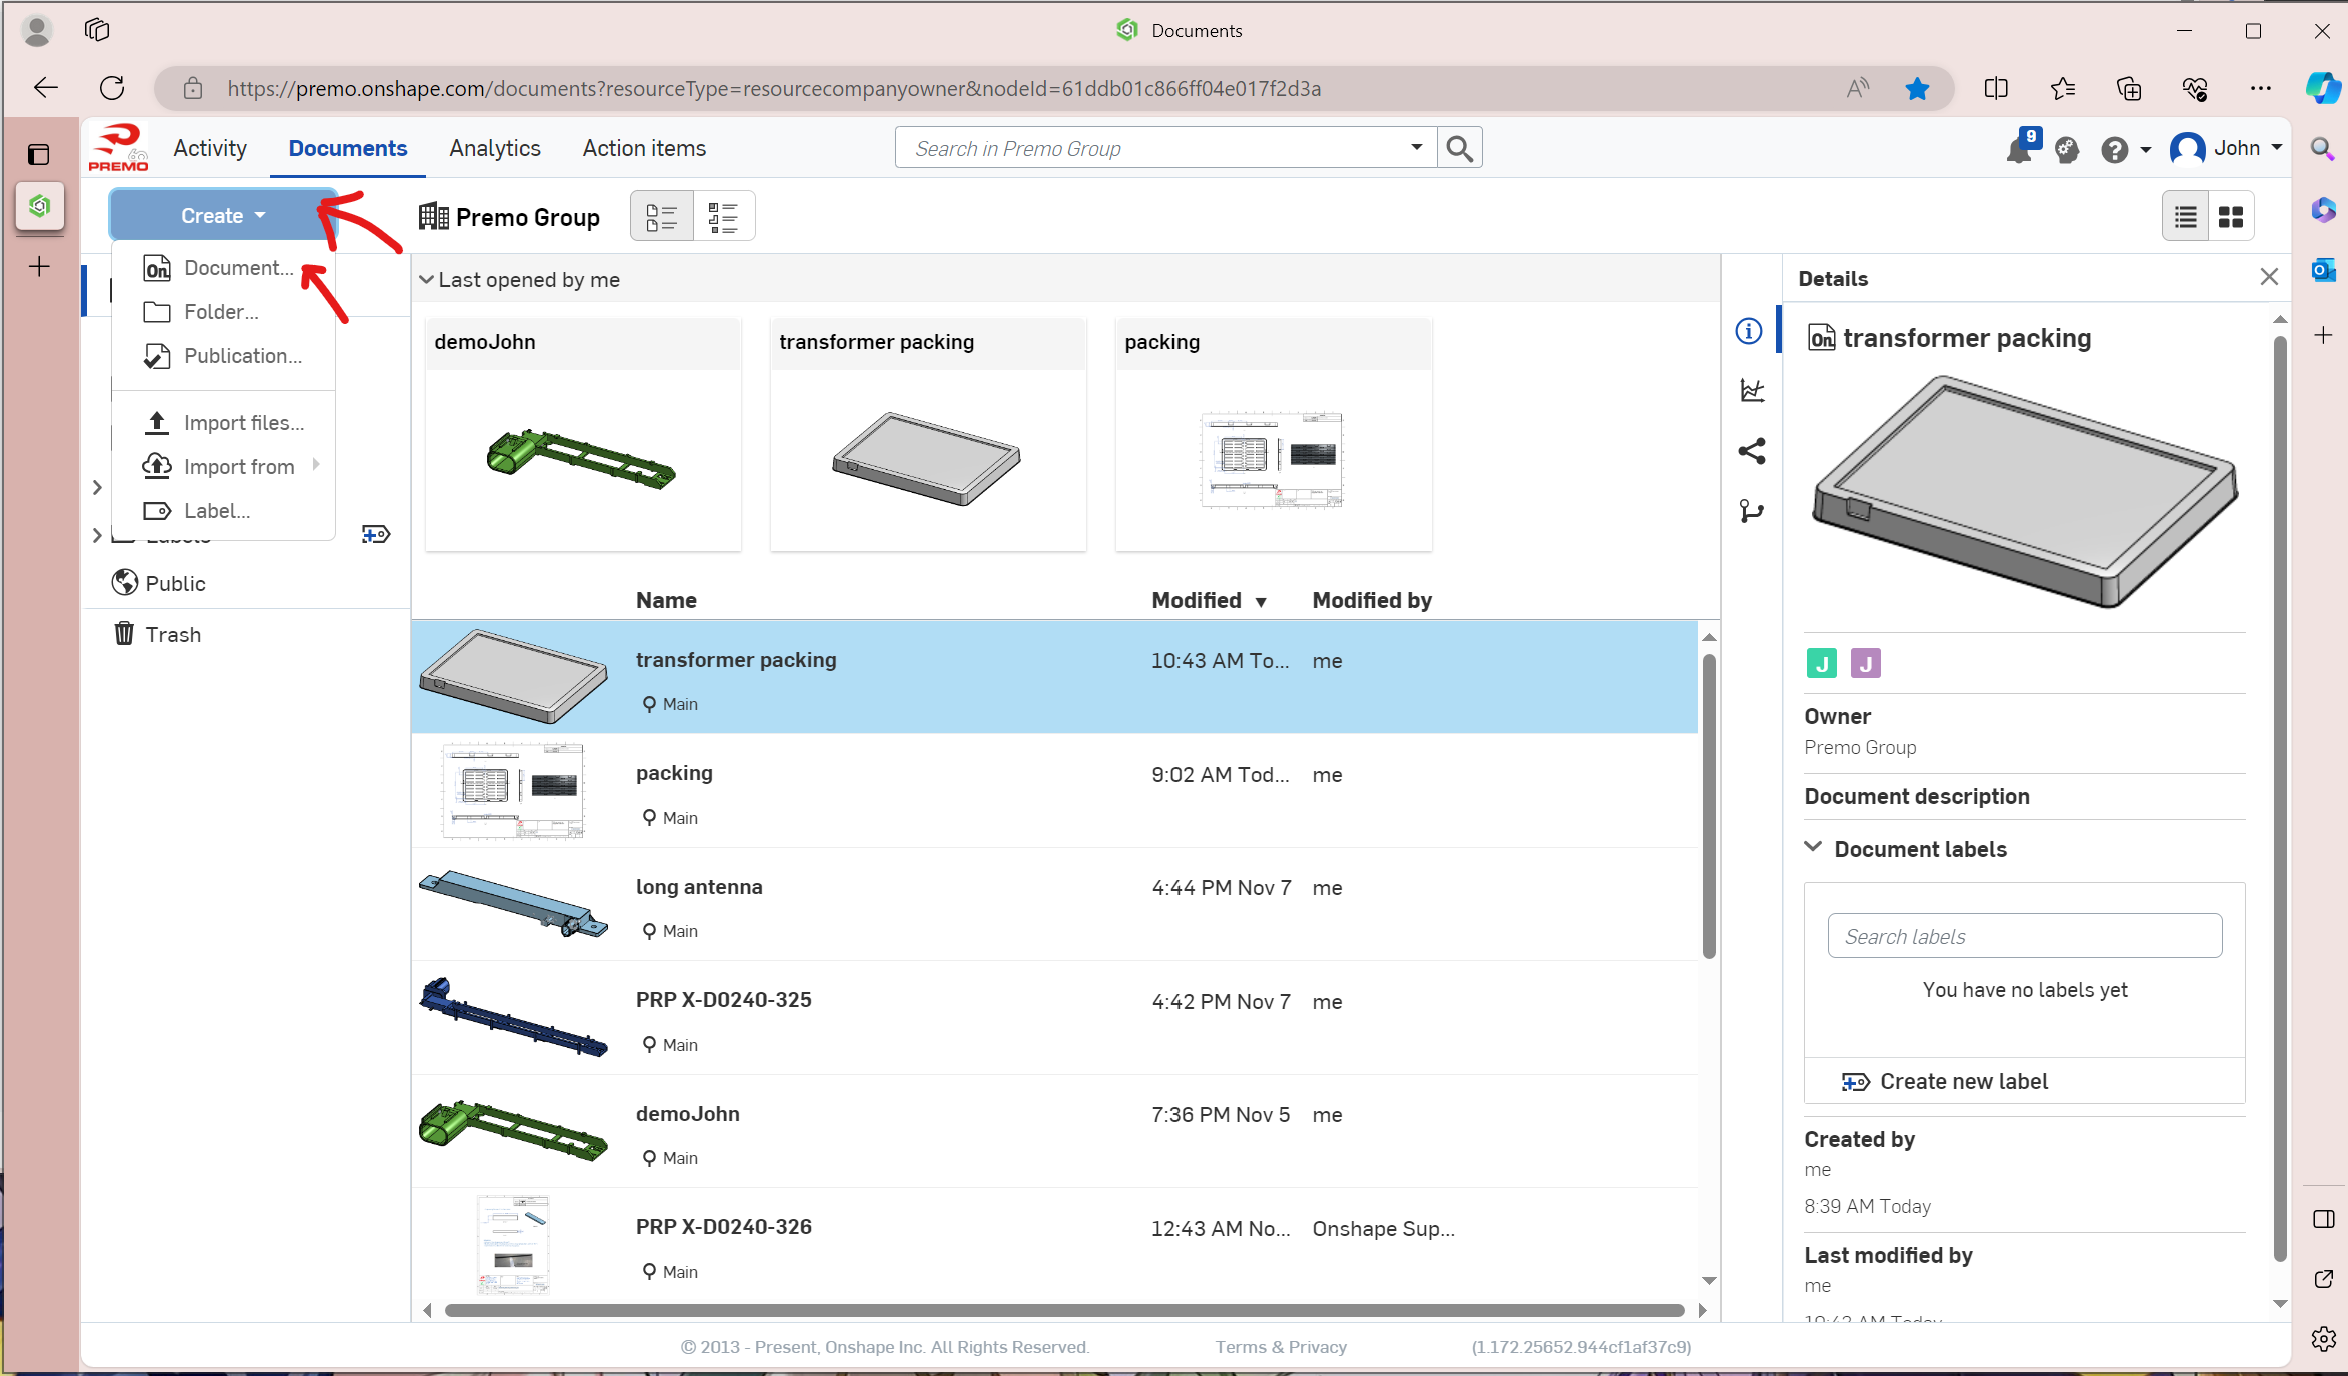 Documents
https://premo.onshape.com/documents?resourceType=resourcecompanyowner&nodeId=61ddb01c866ff04e017f2d3a
PREMO
Activity
Documents
Analytics
Action items
Search in Premo Group
9
John
Create
Premo Group
Document...
Folder...
Publication...
Import files...
Import from
Label...
Labels
Public
Trash
Last opened by me
demoJohn
transformer packing
packing
Name Modified Modified by
transformer packing 10:43 AM To... me
Main
packing 9:02 AM Tod... me
Main
long antenna 4:44 PM Nov 7 me
Main
PRP X-D0240-325 4:42 PM Nov 7 me
Main
demoJohn 7:36 PM Nov 5 me
Main
PRP X-D0240-326 12:43 AM No... Onshape Sup...
Main
Details
On transformer packing
J J
Owner
Premo Group
Document description
Document labels
Search labels
You have no labels yet
Create new label
Created by
me
8:39 AM Today
Last modified by
me
10:43 AM Today
© 2013 - Present, Onshape Inc. All Rights Reserved. Terms & Privacy (1.172.25652.944cf1af37c9)